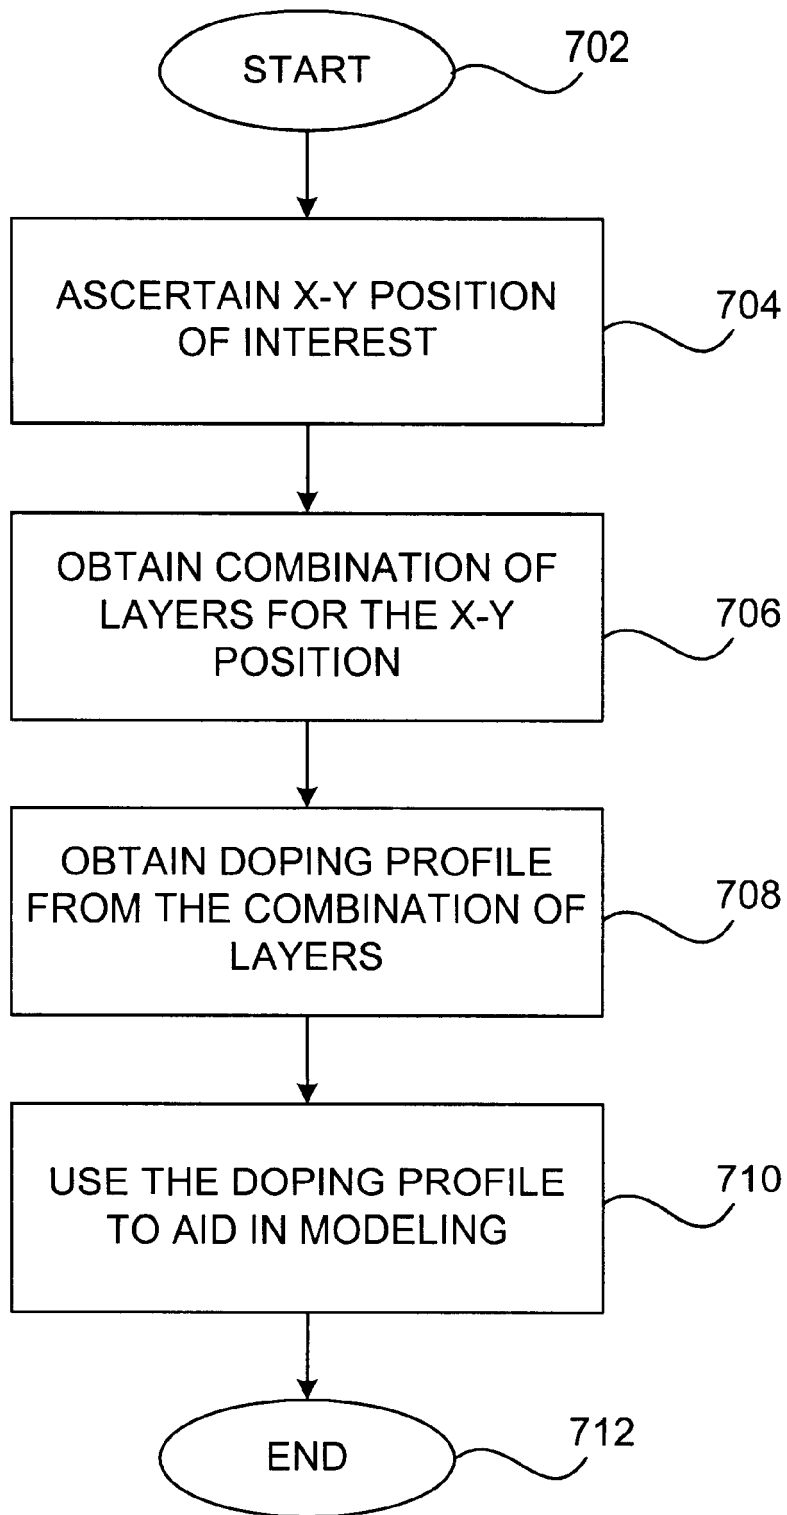 START
702
ASCERTAIN X-Y POSITION
OF INTEREST
704
OBTAIN COMBINATION OF
LAYERS FOR THE X-Y
POSITION
706
OBTAIN DOPING PROFILE
FROM THE COMBINATION OF
LAYERS
708
USE THE DOPING PROFILE
TO AID IN MODELING
710
END
712